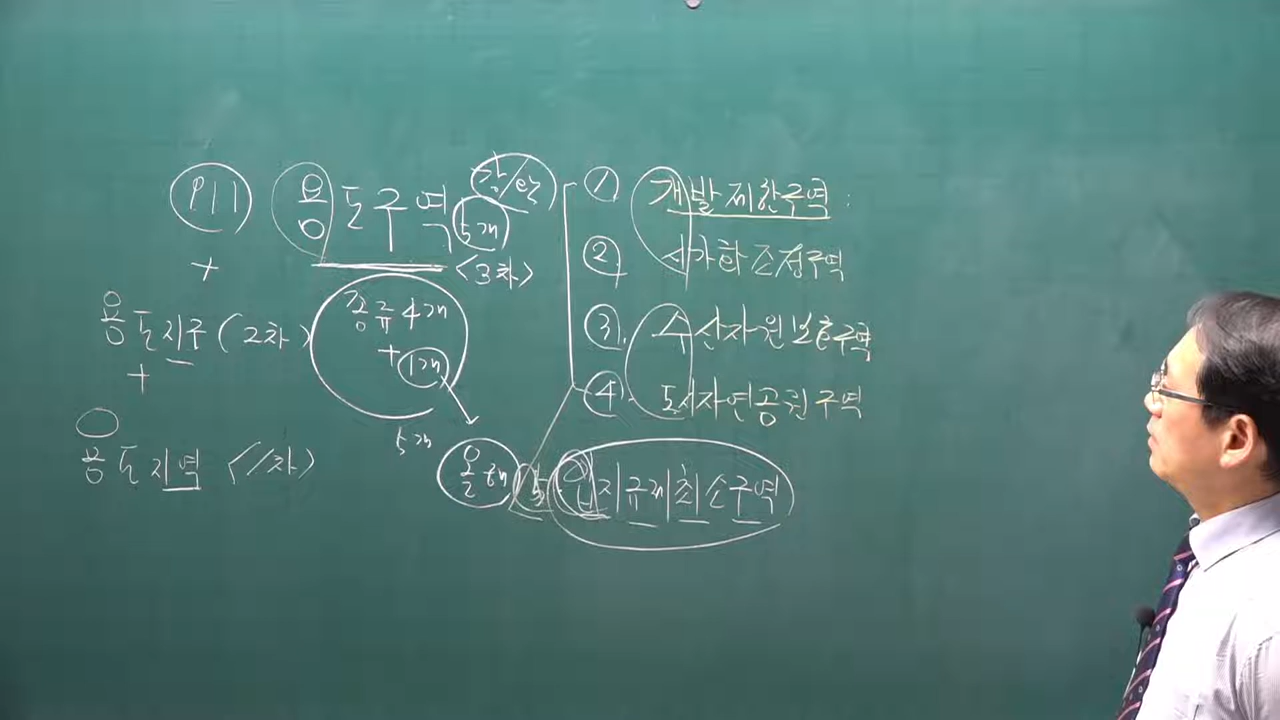 용도구역 5개 <3차>
+
용도지구 (2차)
+
용도지역 <1차>
종류 4개
+ 1개
5개
① 개발제한구역 :
② 시가화조정구역
③ 수산자원보호구역
④ 도시자연공원구역
올해 입지규제최소구역